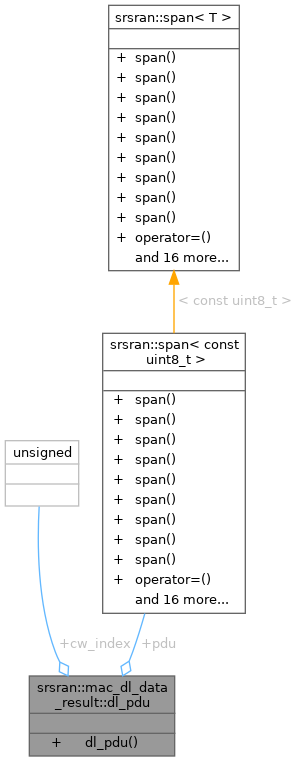 srsran::span< T >
+ span()
+ span()
+ span()
+ span()
+ span()
+ span()
+ span()
+ span()
+ span()
+ operator=()
and 16 more...
< const uint8_t >
srsran::span< const
uint8_t >
+ span()
+ span()
+ span()
+ span()
+ span()
+ span()
+ span()
+ span()
+ span()
+ operator=()
and 16 more...
unsigned
+cw_index
+pdu
srsran::mac_dl_data
_result::dl_pdu
+ dl_pdu()